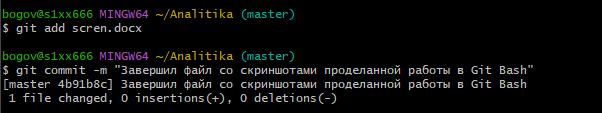 bogov@s1xx666 MINGW64 ~/Analitika (master)
$ git add scren.docx
bogov@s1xx666 MINGW64 ~/Analitika (master)
$ git commit -m "Завершил файл со скриншотами проделанной работы в Git Bash"
[master 4b91b8c] Завершил файл со скриншотами проделанной работы в Git Bash
1 file changed, 0 insertions(+), 0 deletions(-)